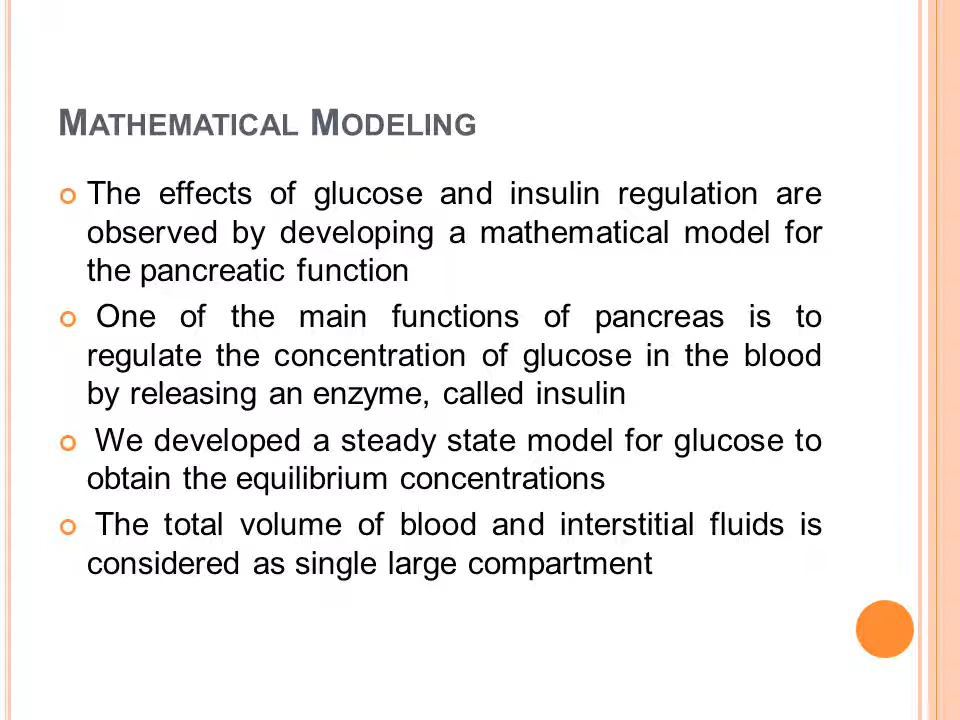 MATHEMATICAL MODELING
The effects of glucose and insulin regulation are
observed by developing a mathematical model for
the pancreatic function
One of the main functions of pancreas is to
regulate the concentration of glucose in the blood
by releasing an enzyme, called insulin
We developed a steady state model for glucose to
obtain the equilibrium concentrations
The total volume of blood and interstitial fluids is
considered as single large compartment